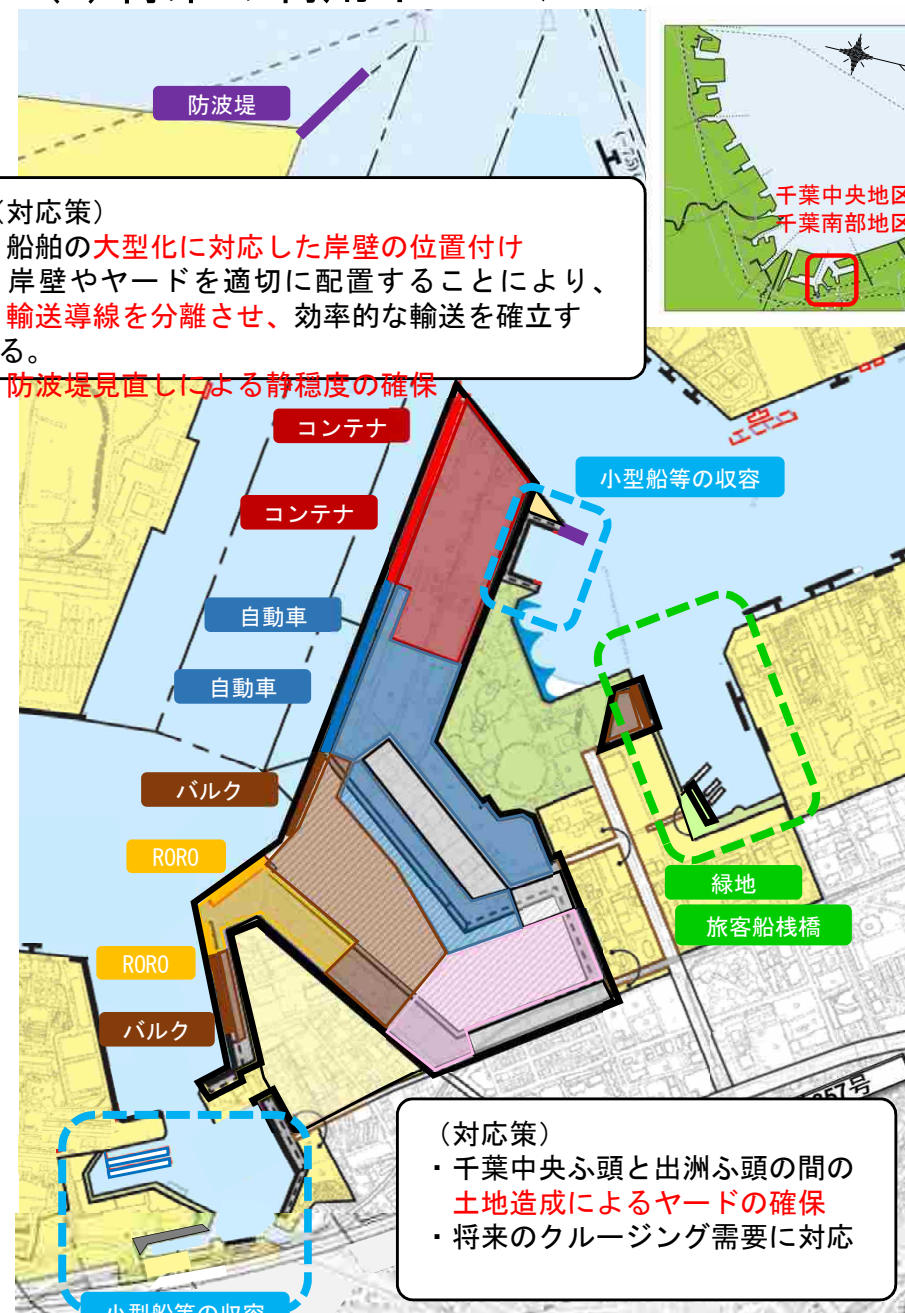 防波堤
千葉中央地区
千葉南部地区
（対応策）
船舶の大型化に対応した岸壁の位置付け
岸壁やヤードを適切に配置することにより、
輸送導線を分離させ、効率的な輸送を確立す
る。
防波堤見直しによる静穏度の確保
コンテナ
小型船等の収容
コンテナ
自動車
自動車
バルク
RORO
緑地
旅客船桟橋
RORO
バルク
357号
（対応策）
・千葉中央ふ頭と出洲ふ頭の間の
土地造成によるヤードの確保
・将来のクルージング需要に対応
小型船等の収容